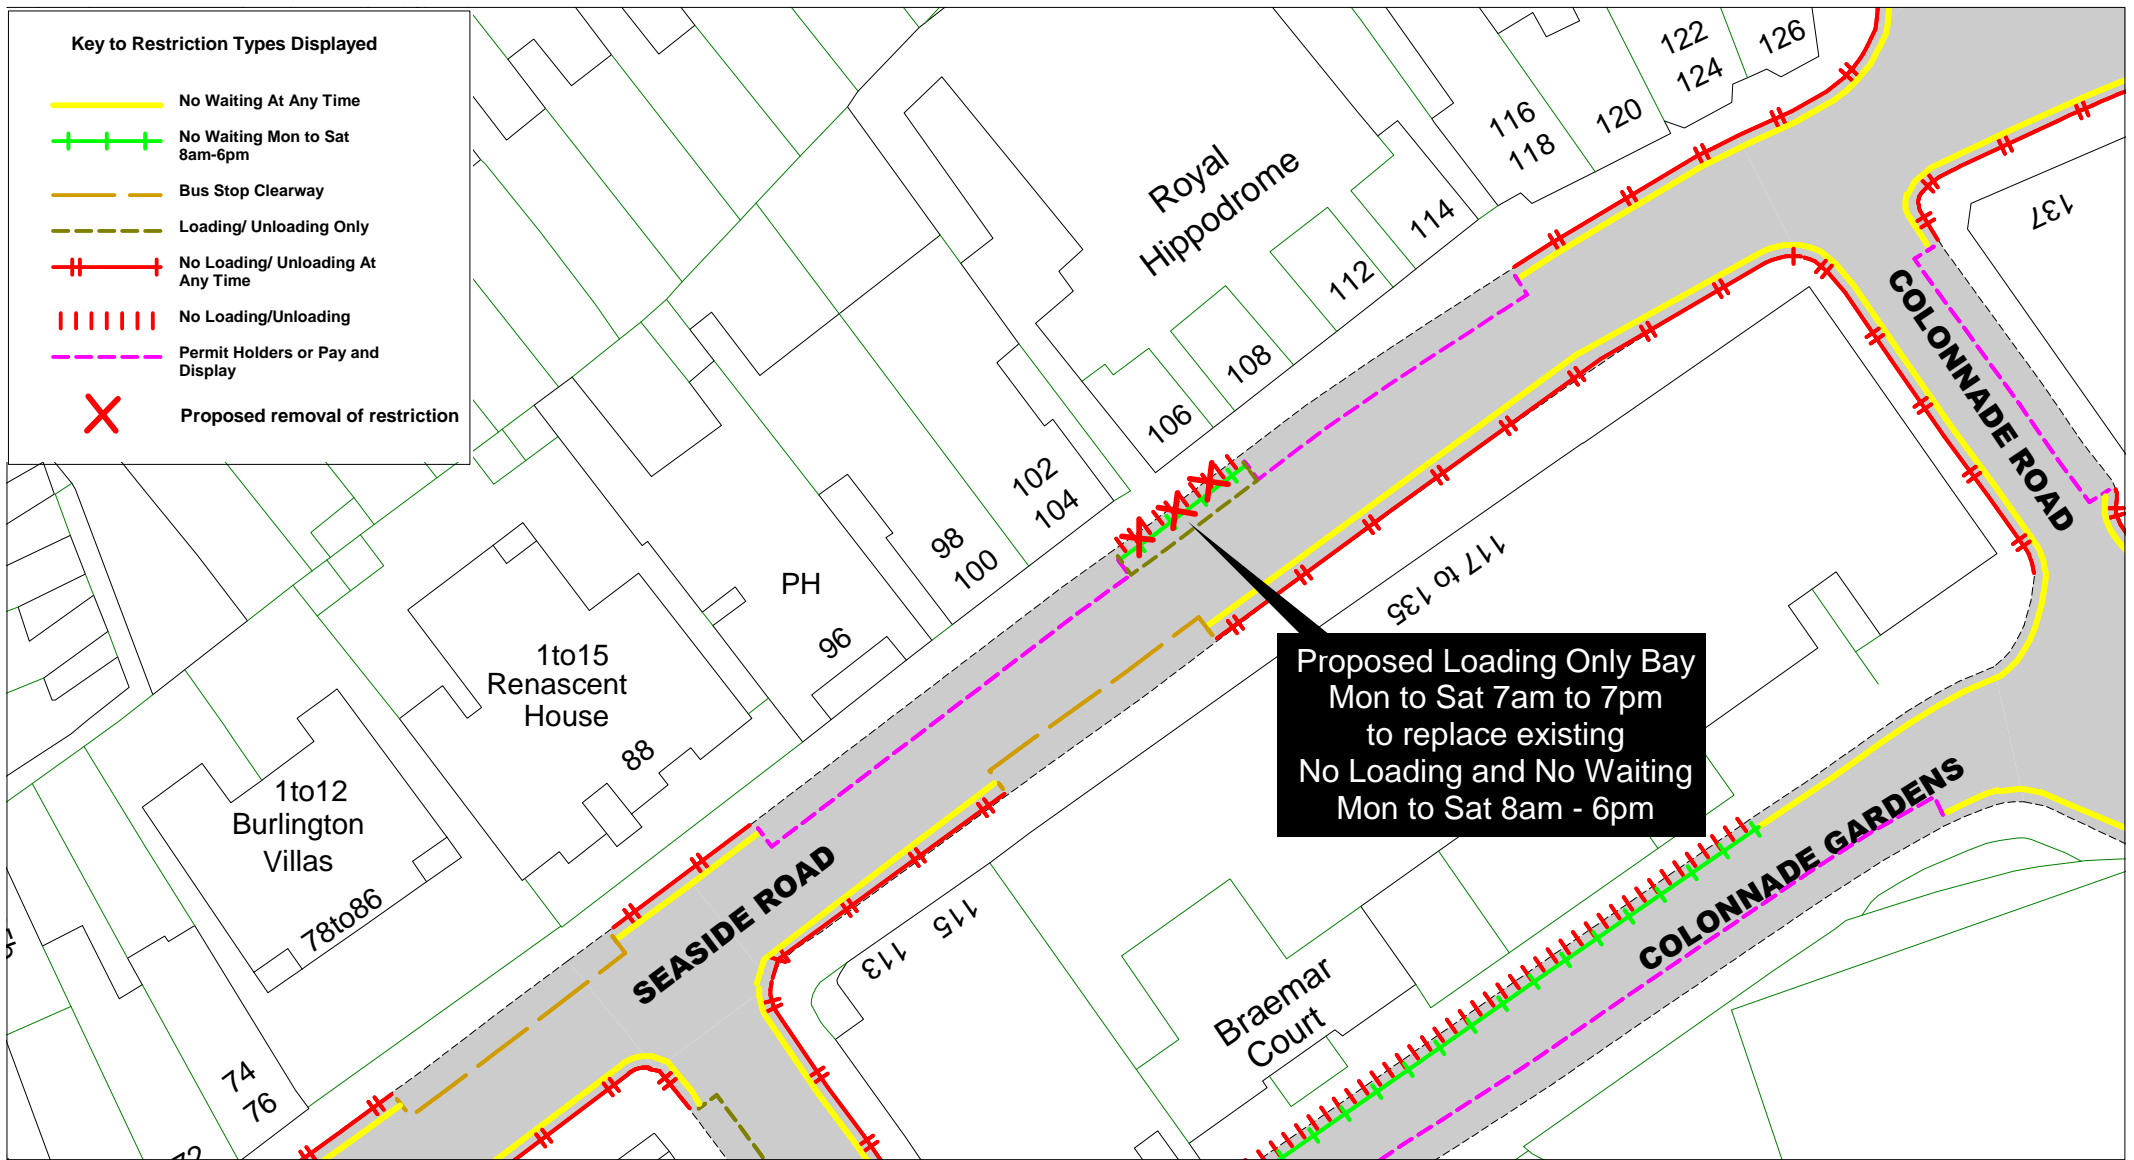 Key to Restriction Types Displayed
No Waiting At Any Time
No Waiting Mon to Sat
8am-6pm
Bus Stop Clearway
Loading/ Unloading Only
No Loading/ Unloading At
Any Time
No Loading/Unloading
Permit Holders or Pay and
Display
Proposed removal of restriction
122
124
126
116
118
120
Royal
Hippodrome
114
112
108
106
137
COLONNADE ROAD
102
104
98
100
PH
96
117 to 135
1to15
Renascent
House
88
1to12
Burlington
Villas
78to86
Proposed Loading Only Bay
Mon to Sat 7am to 7pm
to replace existing
No Loading and No Waiting
Mon to Sat 8am - 6pm
SEASIDE ROAD
COLONNADE GARDENS
115
113
Braemar
Court
74
76
72